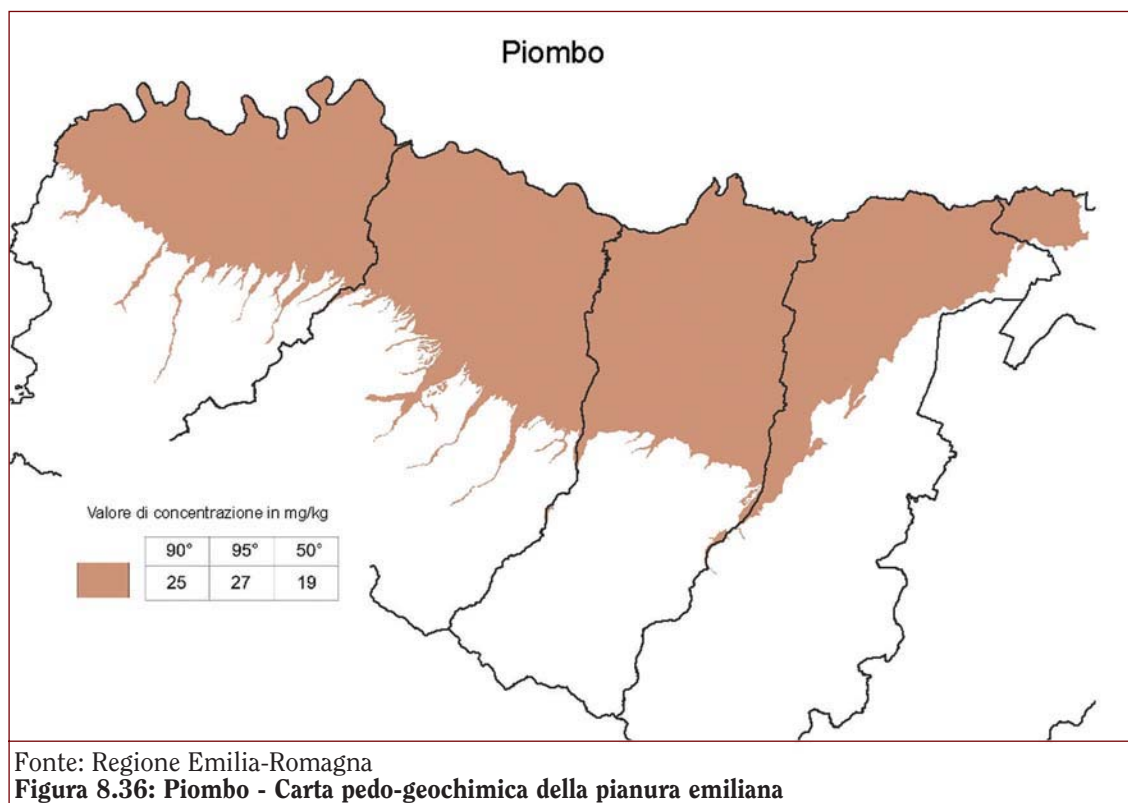 Piombo
Valore di concentrazione in mg/kg
90° 95° 50°
25 27 19
Fonte: Regione Emilia-Romagna
Figura 8.36: Piombo - Carta pedo-geochimica della pianura emiliana